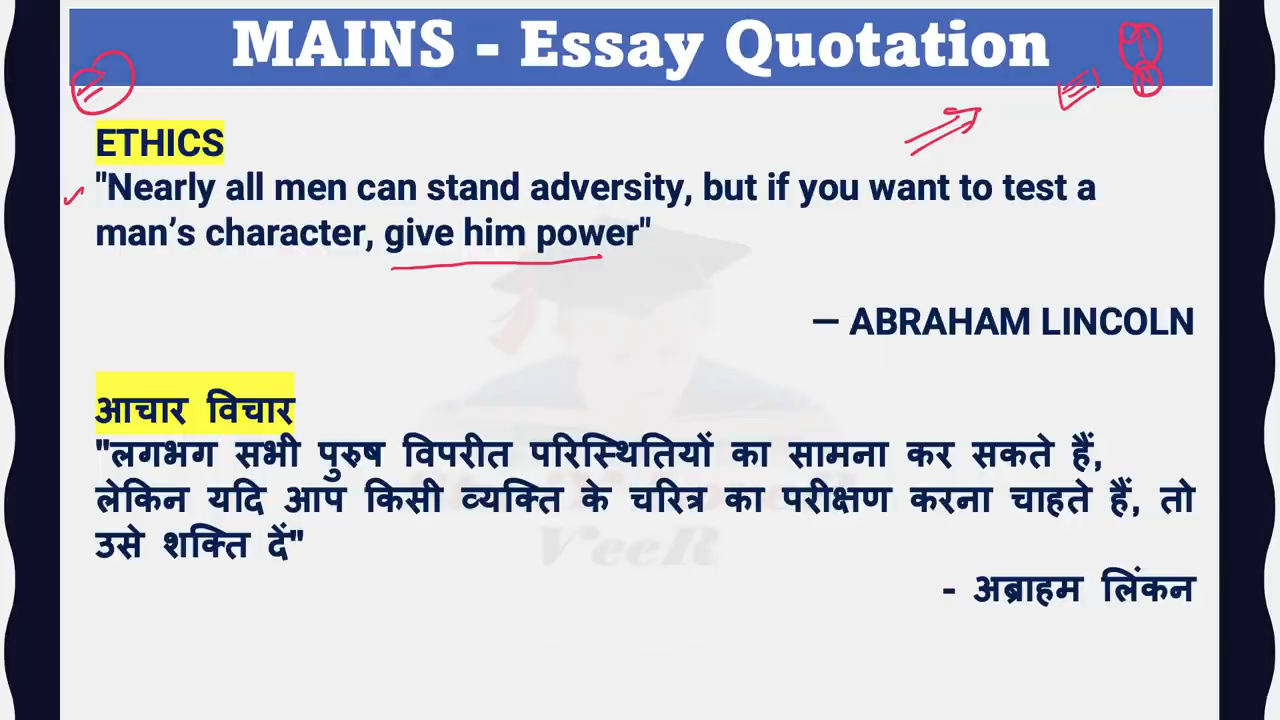 MAINS - Essay Quotation
ETHICS
"Nearly all men can stand adversity, but if you want to test a
man’s character, give him power"
— ABRAHAM LINCOLN
आचार विचार
"लगभग सभी पुरुष विपरीत परिस्थितियों का सामना कर सकते हैं,
लेकिन यदि आप किसी व्यक्ति के चरित्र का परीक्षण करना चाहते हैं, तो
उसे शक्ति दें"
- अब्राहम लिंकन
VeeR